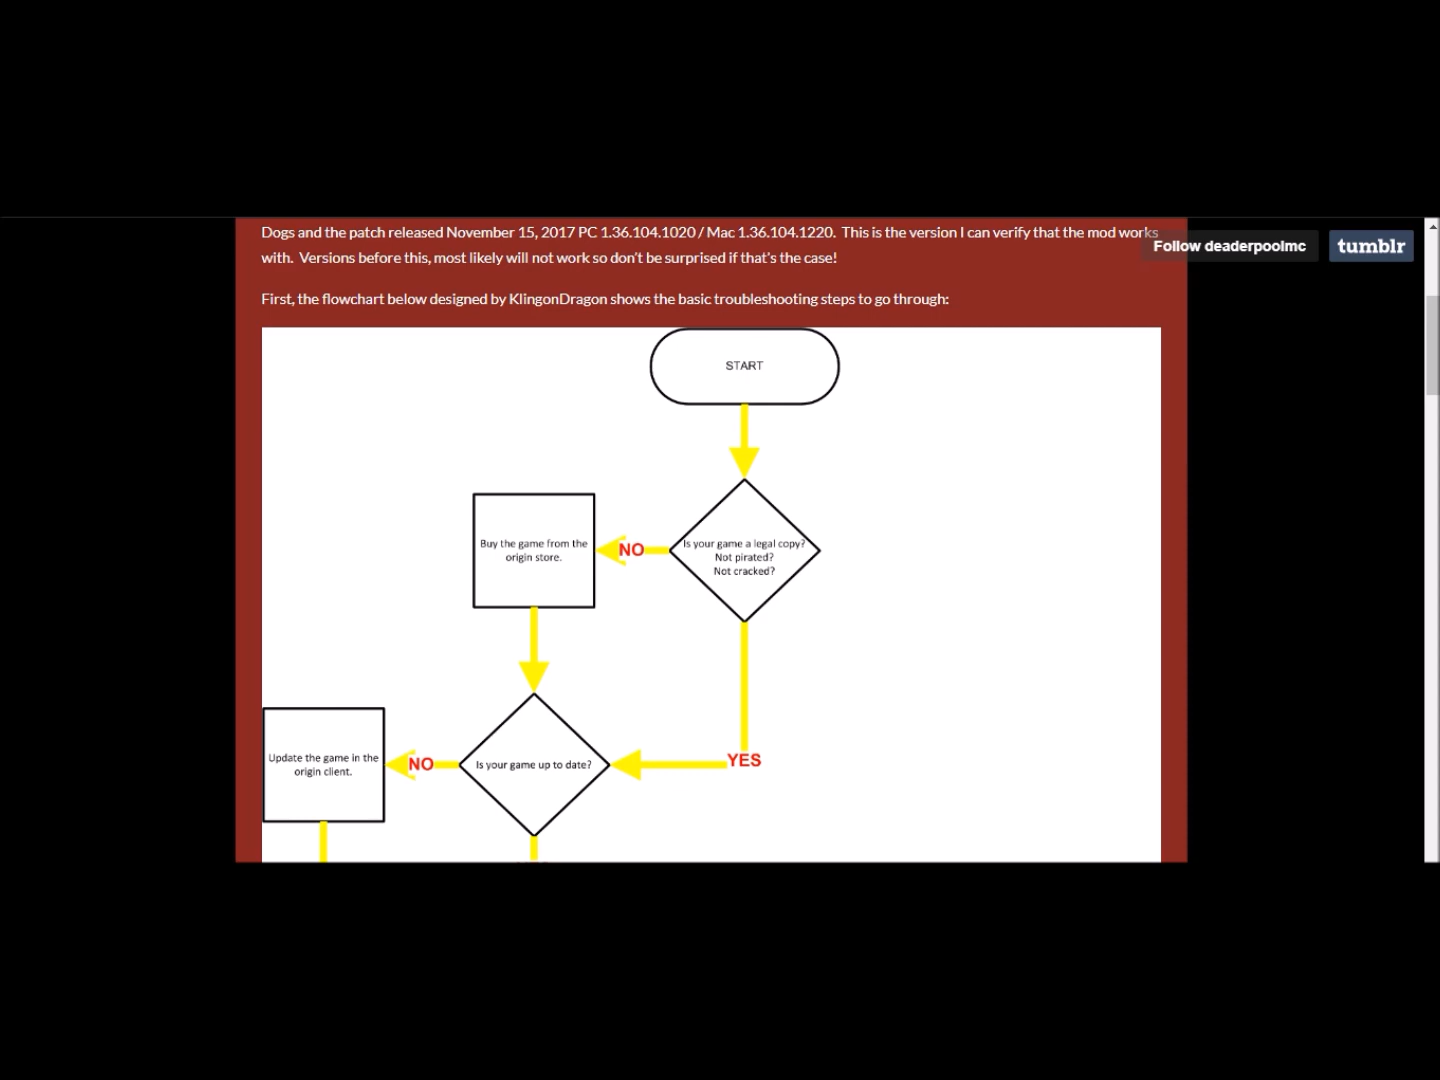 Dogs and the patch released November 15, 2017 PC 1.36.104.1020 / Mac 1.36.104.1220.  This is the version I can verify that the mod works
with.  Versions before this, most likely will not work so don't be surprised if that's the case!
Follow deaderpoolmc
tumblr
First, the flowchart below designed by KlingonDragon shows the basic troubleshooting steps to go through:
START
Buy the game from the
origin store.
NO
Is your game a legal copy?
Not pirated?
Not cracked?
Update the game in the
origin client.
NO
Is your game up to date?
YES